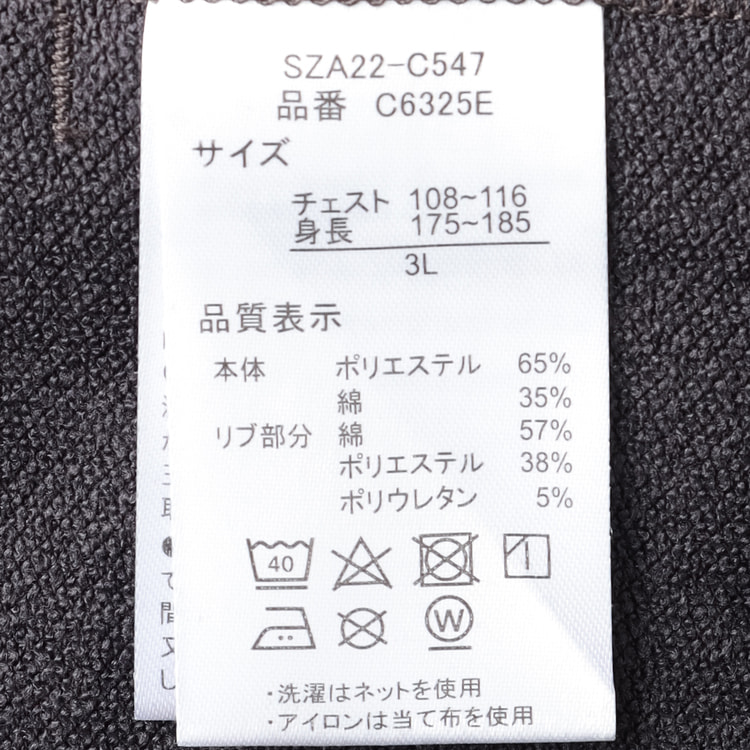 SZA22-C547
品番 C6325E
サイズ
チェスト 108~116
身長 175~185
3L
品質表示
本体 ポリエステル 65%
綿 35%
リブ部分 綿 57%
ポリエステル 38%
ポリウレタン 5%
40
W
・洗濯はネットを使用
・アイロンは当て布を使用